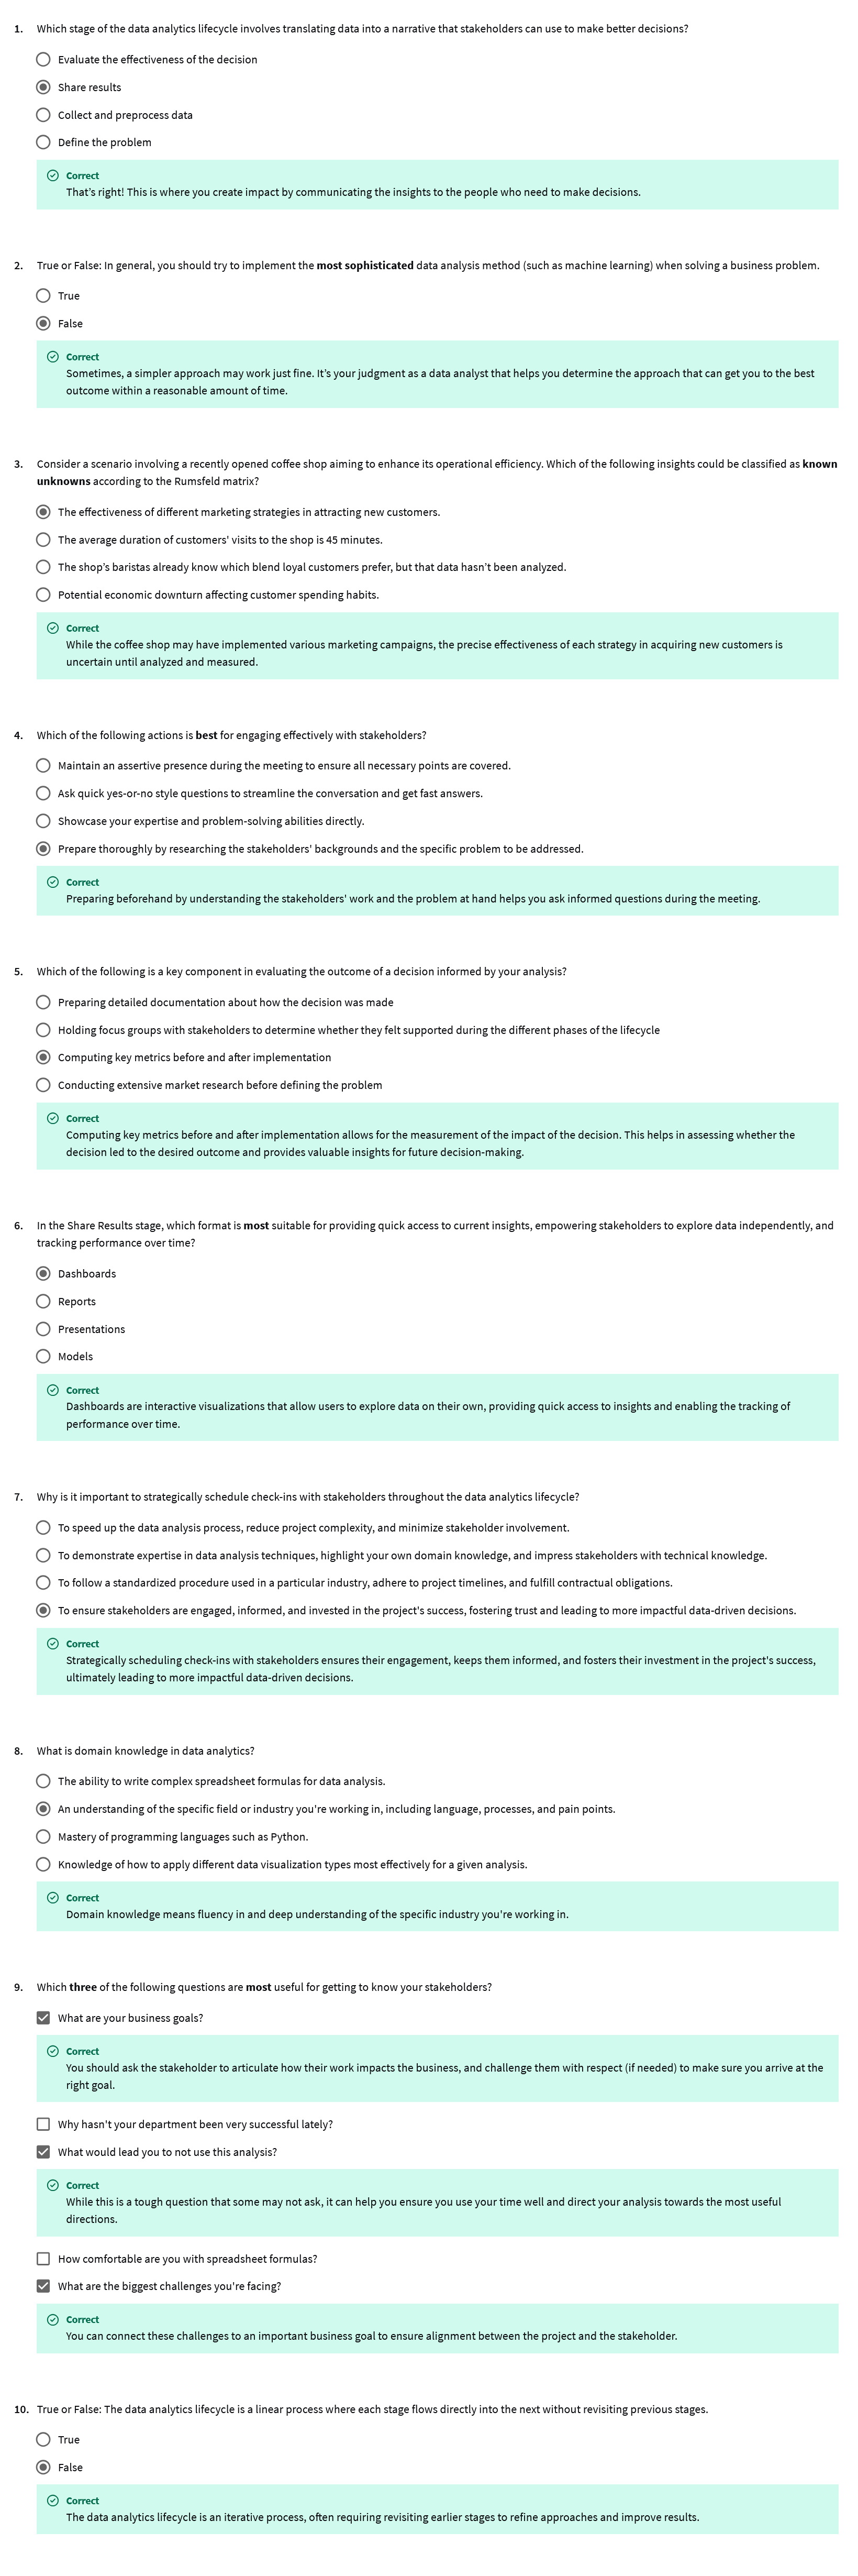 1. Which stage of the data analytics lifecycle involves translating data into a narrative that stakeholders can use to make better decisions?
Evaluate the effectiveness of the decision
Share results
Collect and preprocess data
Define the problem
Correct
That's right! This is where you create impact by communicating the insights to the people who need to make decisions.
2. True or False: In general, you should try to implement the most sophisticated data analysis method (such as machine learning) when solving a business problem.
True
False
Correct
Sometimes, a simpler approach may work just fine. It's your judgment as a data analyst that helps you determine the approach that can get you to the best
outcome within a reasonable amount of time.
3. Consider a scenario involving a recently opened coffee shop aiming to enhance its operational efficiency. Which of the following insights could be classified as known
unknowns according to the Rumsfeld matrix?
The effectiveness of different marketing strategies in attracting new customers.
The average duration of customers' visits to the shop is 45 minutes.
The shop's baristas already know which blend loyal customers prefer, but that data hasn't been analyzed.
Potential economic downturn affecting customer spending habits.
Correct
While the coffee shop may have implemented various marketing campaigns, the precise effectiveness of each strategy in acquiring new customers is
uncertain until analyzed and measured.
4. Which of the following actions is best for engaging effectively with stakeholders?
Maintain an assertive presence during the meeting to ensure all necessary points are covered.
Ask quick yes-or-no style questions to streamline the conversation and get fast answers.
Showcase your expertise and problem-solving abilities directly.
Prepare thoroughly by researching the stakeholders' backgrounds and the specific problem to be addressed.
Correct
Preparing beforehand by understanding the stakeholders' work and the problem at hand helps you ask informed questions during the meeting.
5. Which of the following is a key component in evaluating the outcome of a decision informed by your analysis?
Preparing detailed documentation about how the decision was made
Holding focus groups with stakeholders to determine whether they felt supported during the different phases of the lifecycle
Computing key metrics before and after implementation
Conducting extensive market research before defining the problem
Correct
Computing key metrics before and after implementation allows for the measurement of the impact of the decision. This helps in assessing whether the
decision led to the desired outcome and provides valuable insights for future decision-making.
6. In the Share Results stage, which format is most suitable for providing quick access to current insights, empowering stakeholders to explore data independently, and
tracking performance over time?
Dashboards
Reports
Presentations
Models
Correct
Dashboards are interactive visualizations that allow users to explore data on their own, providing quick access to insights and enabling the tracking of
performance over time.
7. Why is it important to strategically schedule check-ins with stakeholders throughout the data analytics lifecycle?
To speed up the data analysis process, reduce project complexity, and minimize stakeholder involvement.
To demonstrate expertise in data analysis techniques, highlight your own domain knowledge, and impress stakeholders with technical knowledge.
To follow a standardized procedure used in a particular industry, adhere to project timelines, and fulfill contractual obligations.
To ensure stakeholders are engaged, informed, and invested in the project's success, fostering trust and leading to more impactful data-driven decisions.
Correct
Strategically scheduling check-ins with stakeholders ensures their engagement, keeps them informed, and fosters their investment in the project's success,
ultimately leading to more impactful data-driven decisions.
8. What is domain knowledge in data analytics?
The ability to write complex spreadsheet formulas for data analysis.
An understanding of the specific field or industry you're working in, including language, processes, and pain points.
Mastery of programming languages such as Python.
Knowledge of how to apply different data visualization types most effectively for a given analysis.
Correct
Domain knowledge means fluency in and deep understanding of the specific industry you're working in.
9. Which three of the following questions are most useful for getting to know your stakeholders?
What are your business goals?
Correct
You should ask the stakeholder to articulate how their work impacts the business, and challenge them with respect (if needed) to make sure you arrive at the
right goal.
Why hasn't your department been very successful lately?
What would lead you to not use this analysis?
Correct
While this is a tough question that some may not ask, it can help you ensure you use your time well and direct your analysis towards the most useful
directions.
How comfortable are you with spreadsheet formulas?
What are the biggest challenges you're facing?
Correct
You can connect these challenges to an important business goal to ensure alignment between the project and the stakeholder.
10. True or False: The data analytics lifecycle is a linear process where each stage flows directly into the next without revisiting previous stages.
True
False
Correct
The data analytics lifecycle is an iterative process, often requiring revisiting earlier stages to refine approaches and improve results.